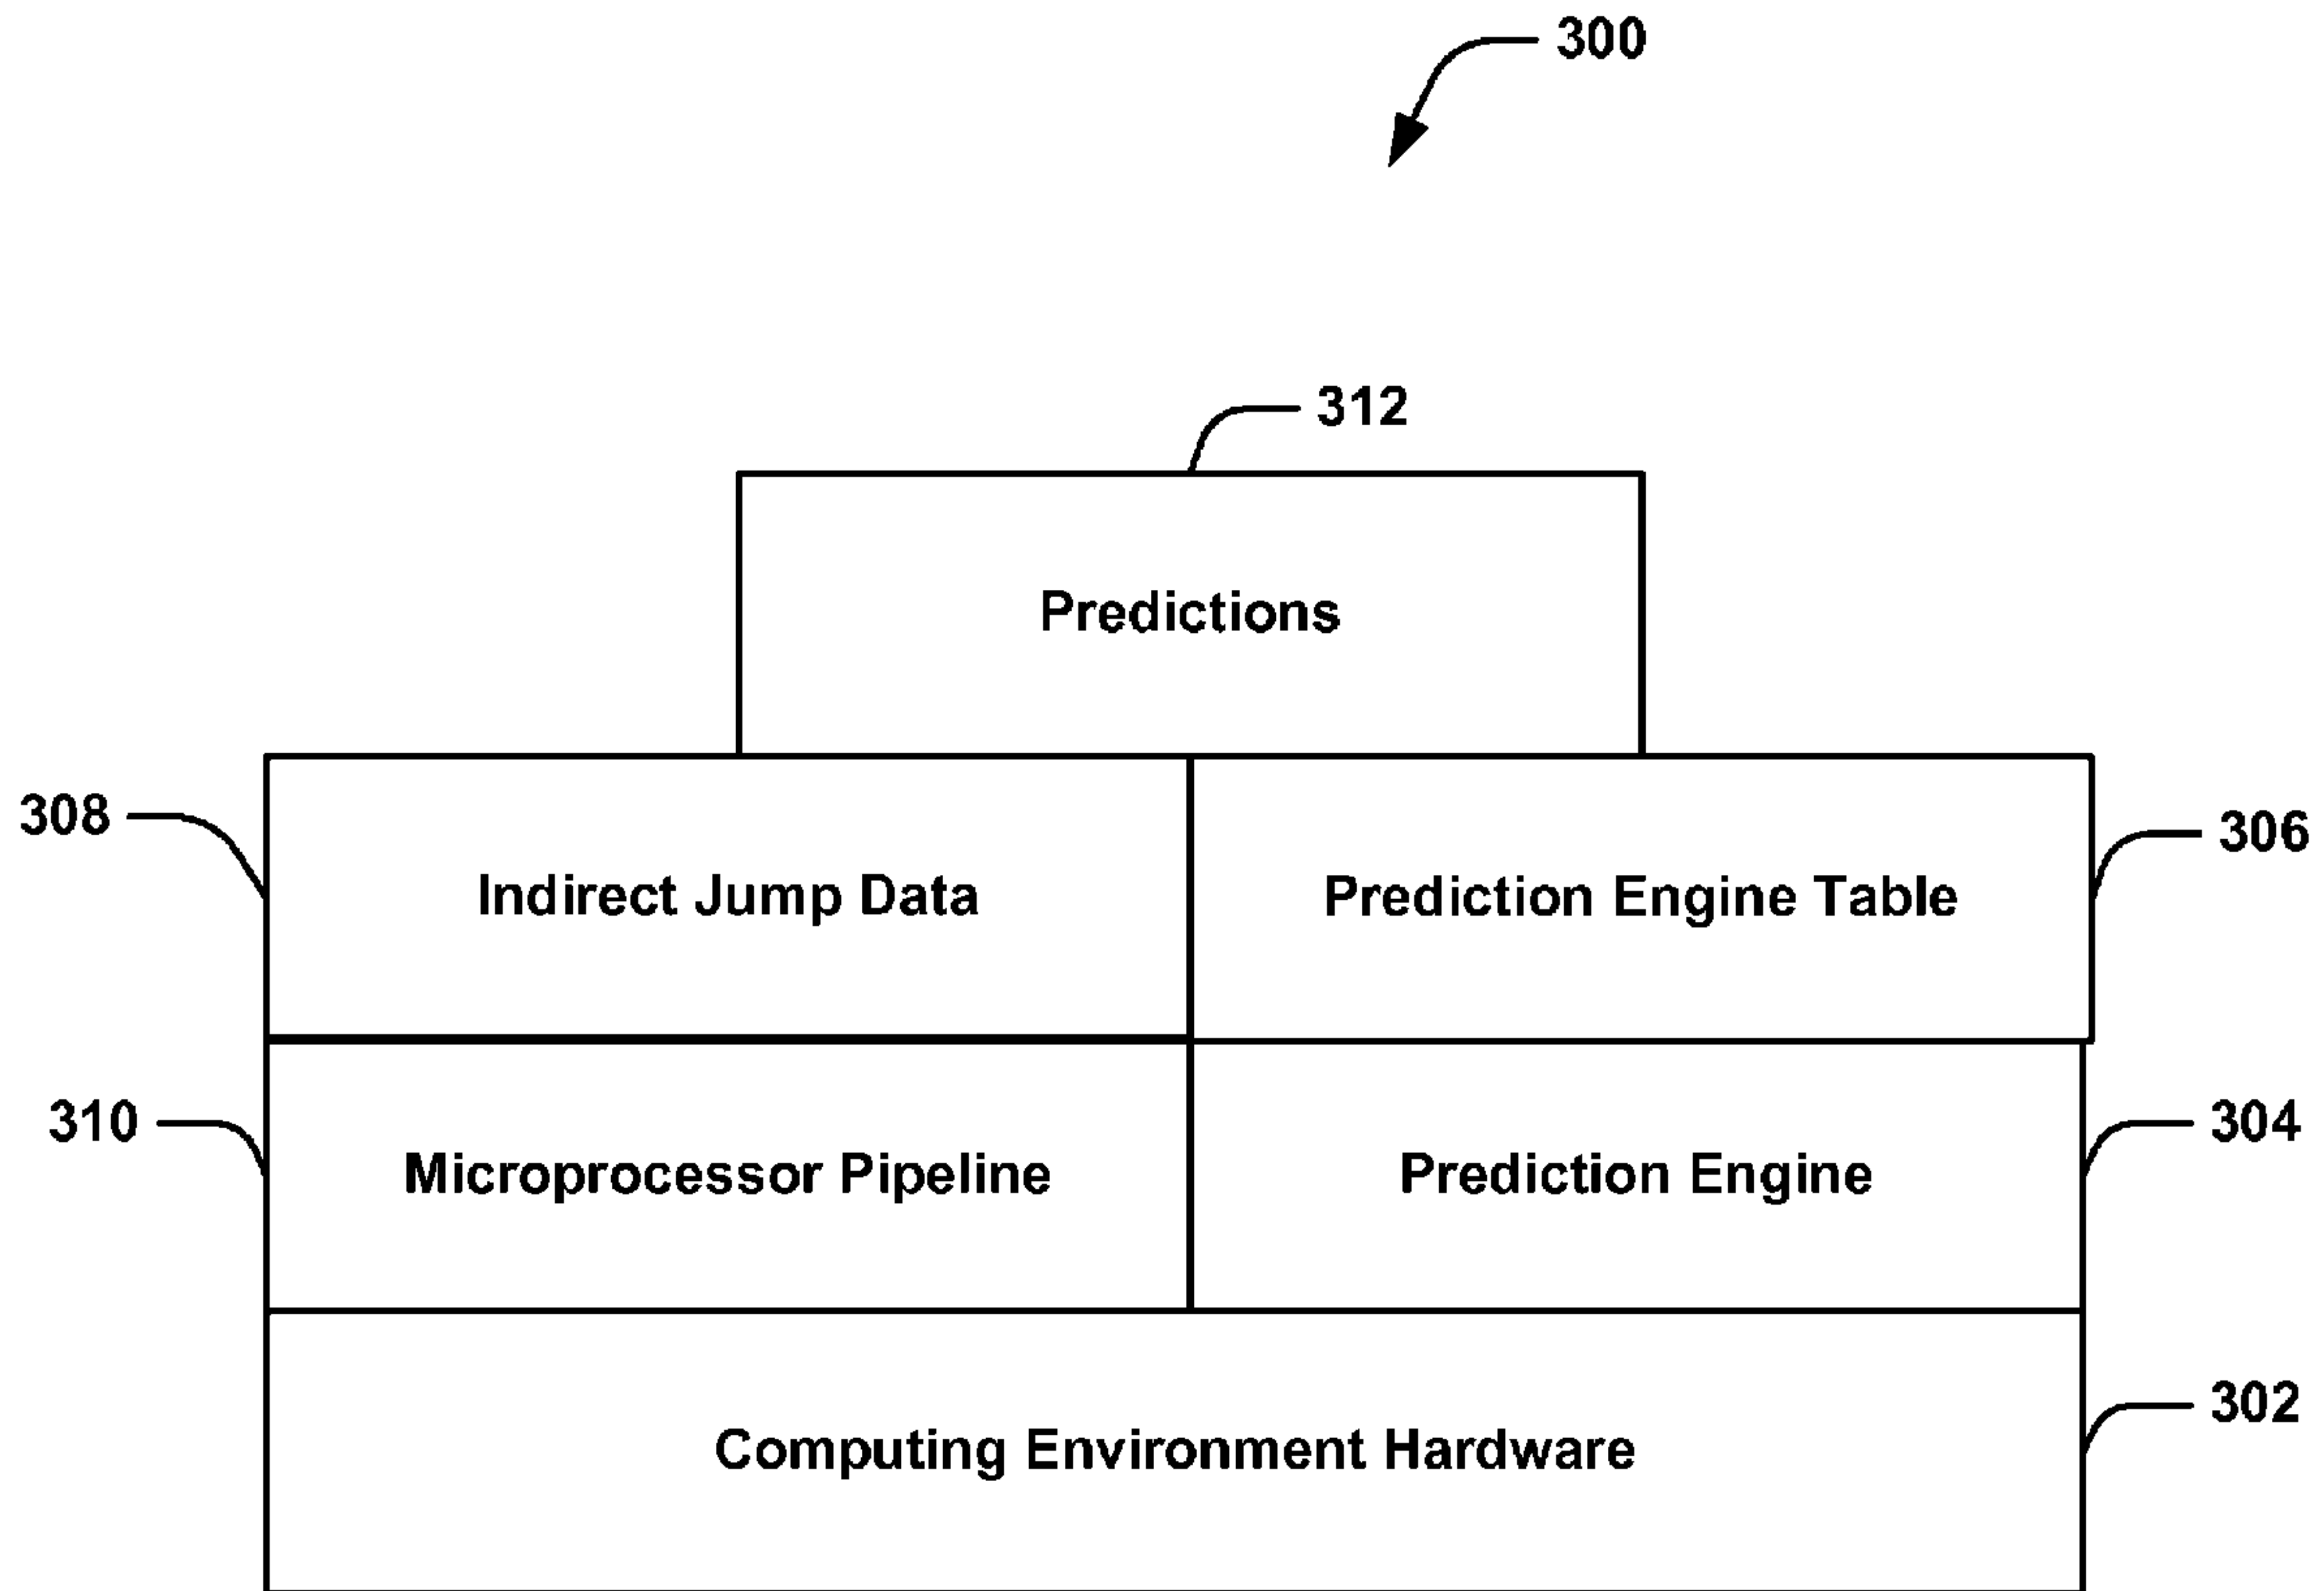 300
312
Predictions
308
306
Indirect Jump Data
Prediction Engine Table
310
304
Microprocessor Pipeline
Prediction Engine
302
Computing Environment Hardware